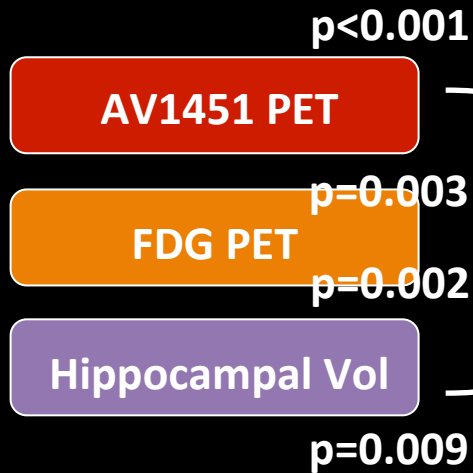 p<0.001
AV1451 PET
p=0.003
FDG PET
p=0.002
Hippocampal Vol
p=0.009